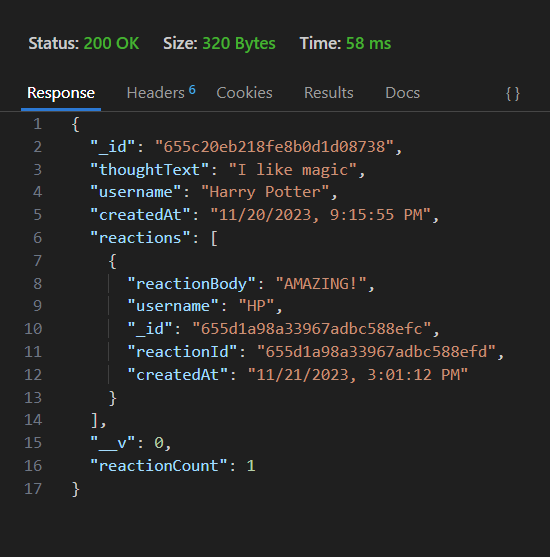 Status: 200 OK Size: 320 Bytes Time: 58 ms
Response Headers 6 Cookies Results Docs { }
1 {
2 "_id": "655c20eb218fe8b0d1d08738",
3 "thoughtText": "I like magic",
4 "username": "Harry Potter",
5 "createdAt": "11/20/2023, 9:15:55 PM",
6 "reactions": [
7 {
8 "reactionBody": "AMAZING!",
9 "username": "HP",
10 "_id": "655d1a98a33967adbc588efc",
11 "reactionId": "655d1a98a33967adbc588efd",
12 "createdAt": "11/21/2023, 3:01:12 PM"
13 }
14 ],
15 "__v": 0,
16 "reactionCount": 1
17 }